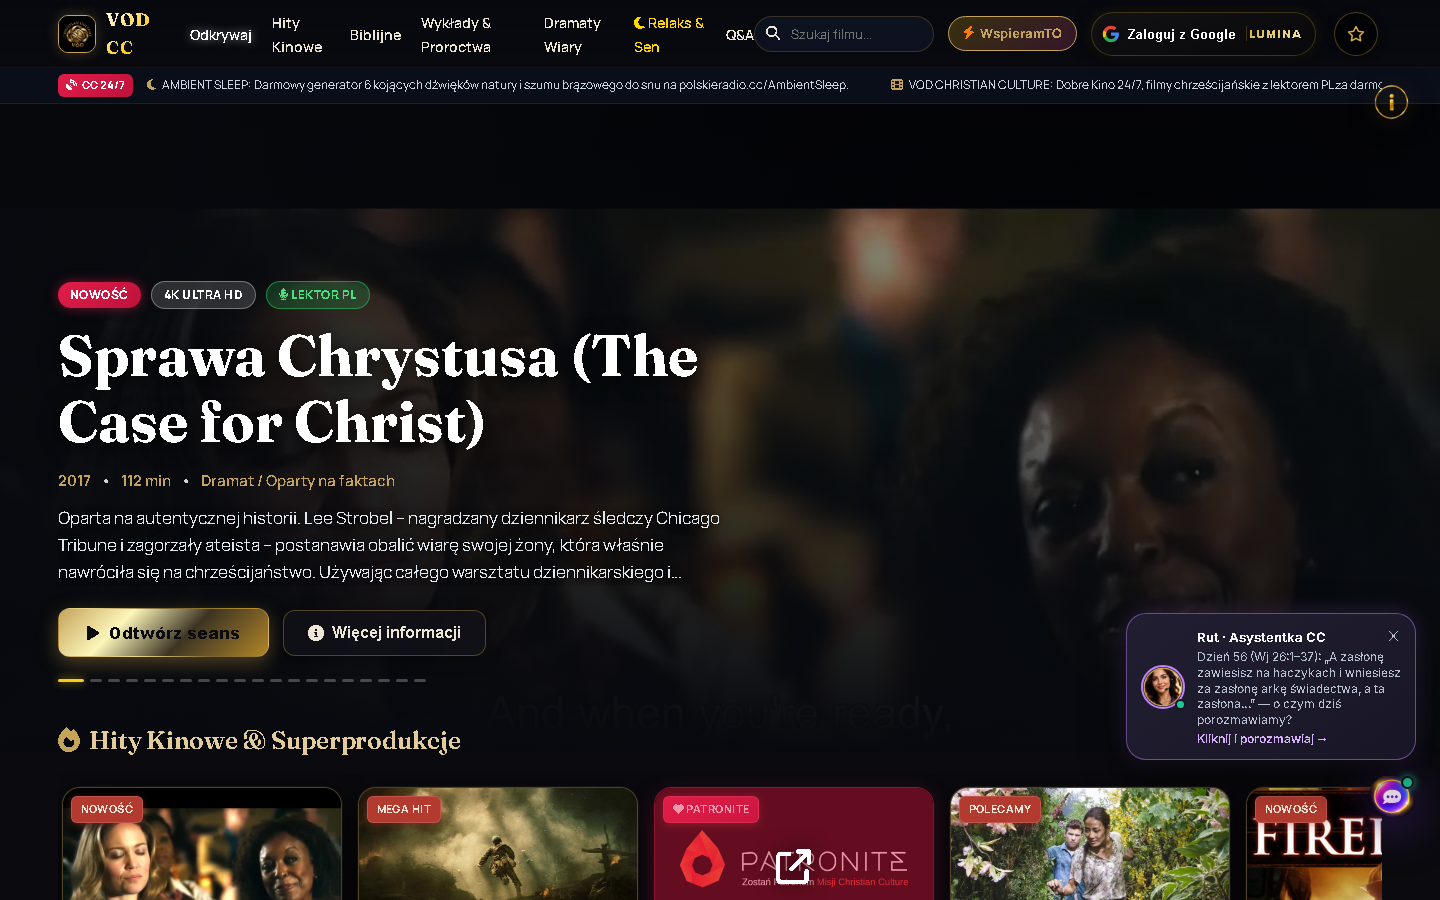 VOD
CC
Odkrywaj
Hity
Kinowe
Biblijne
Wykłady &
Proroctwa
Dramaty
Wiary
Relaks &
Sen
Q&A
Szukaj filmu...
WspieramTO
Zaloguj z Google
LUMINA
CC 24/7
AMBIENT SLEEP: Darmowy generator 6 kojących dźwięków natury i szumu brązowego do snu na polskieradio.cc/AmbientSleep.
VOD CHRISTIAN CULTURE: Dobre Kino 24/7, filmy chrześcijańskie z lektorem PL za
NOWOŚĆ
4K ULTRA HD
LEKTOR PL
Sprawa Chrystusa (The
Case for Christ)
2017 • 112 min • Dramat / Oparty na faktach
Oparta na autentycznej historii. Lee Strobel – nagradzany dziennikarz śledczy Chicago
Tribune i zagorzały ateista – postanawia obalić wiarę swojej żony, która właśnie
nawróciła się na chrześcijaństwo. Używając całego warsztatu dziennikarskiego i...
Odtwórz seans
Więcej informacji
And when you're ready,
Rut · Asystentka CC
Dzień 56 (Wj 26:1–37): „A zasłonę
zawiesisz na haczykach i wniesiesz
za zasłonę arkę świadectwa, a ta
zasłona…” — o czym dziś
porozmawiamy?
Kliknij i porozmawiaj →
Hity Kinowe & Superprodukcje
NOWOŚĆ
MEGA HIT
PATRONITE
PATRONITE
Zostań Misji Christian Culture
POLECAMY
NOWOŚĆ